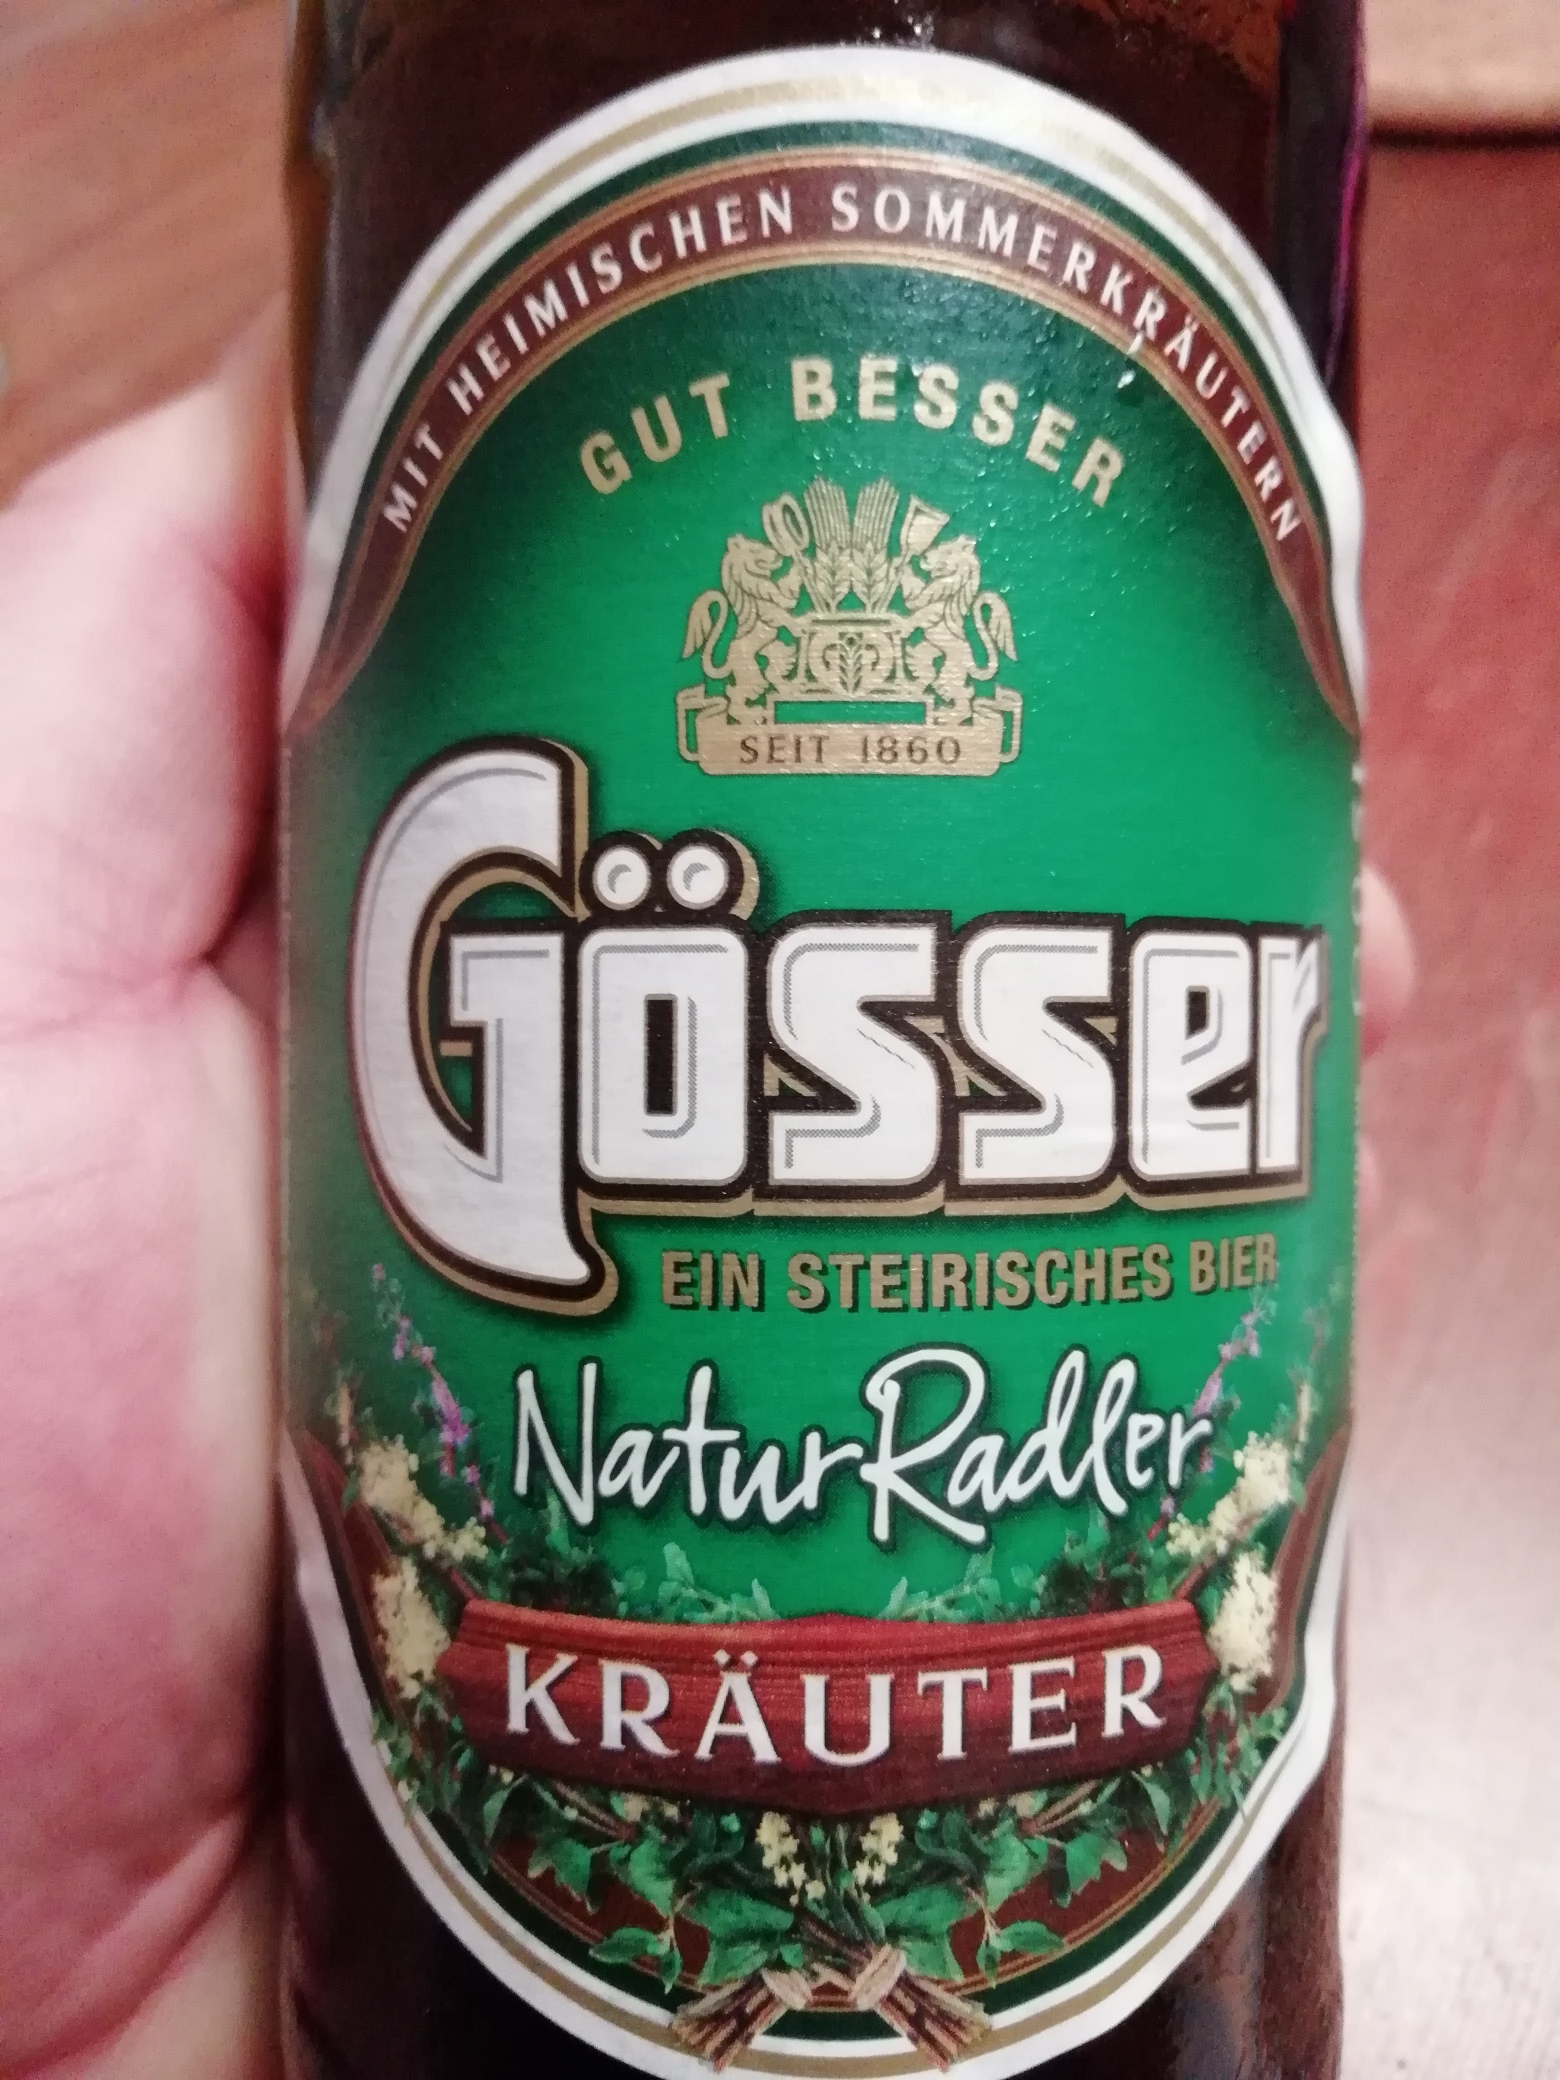 MIT HEIMISCHEN SOMMERKRÄUTERN
GUT BESSER
SEIT 1860
Gösser
EIN STEIRISCHES BIER
NaturRadler
KRÄUTER